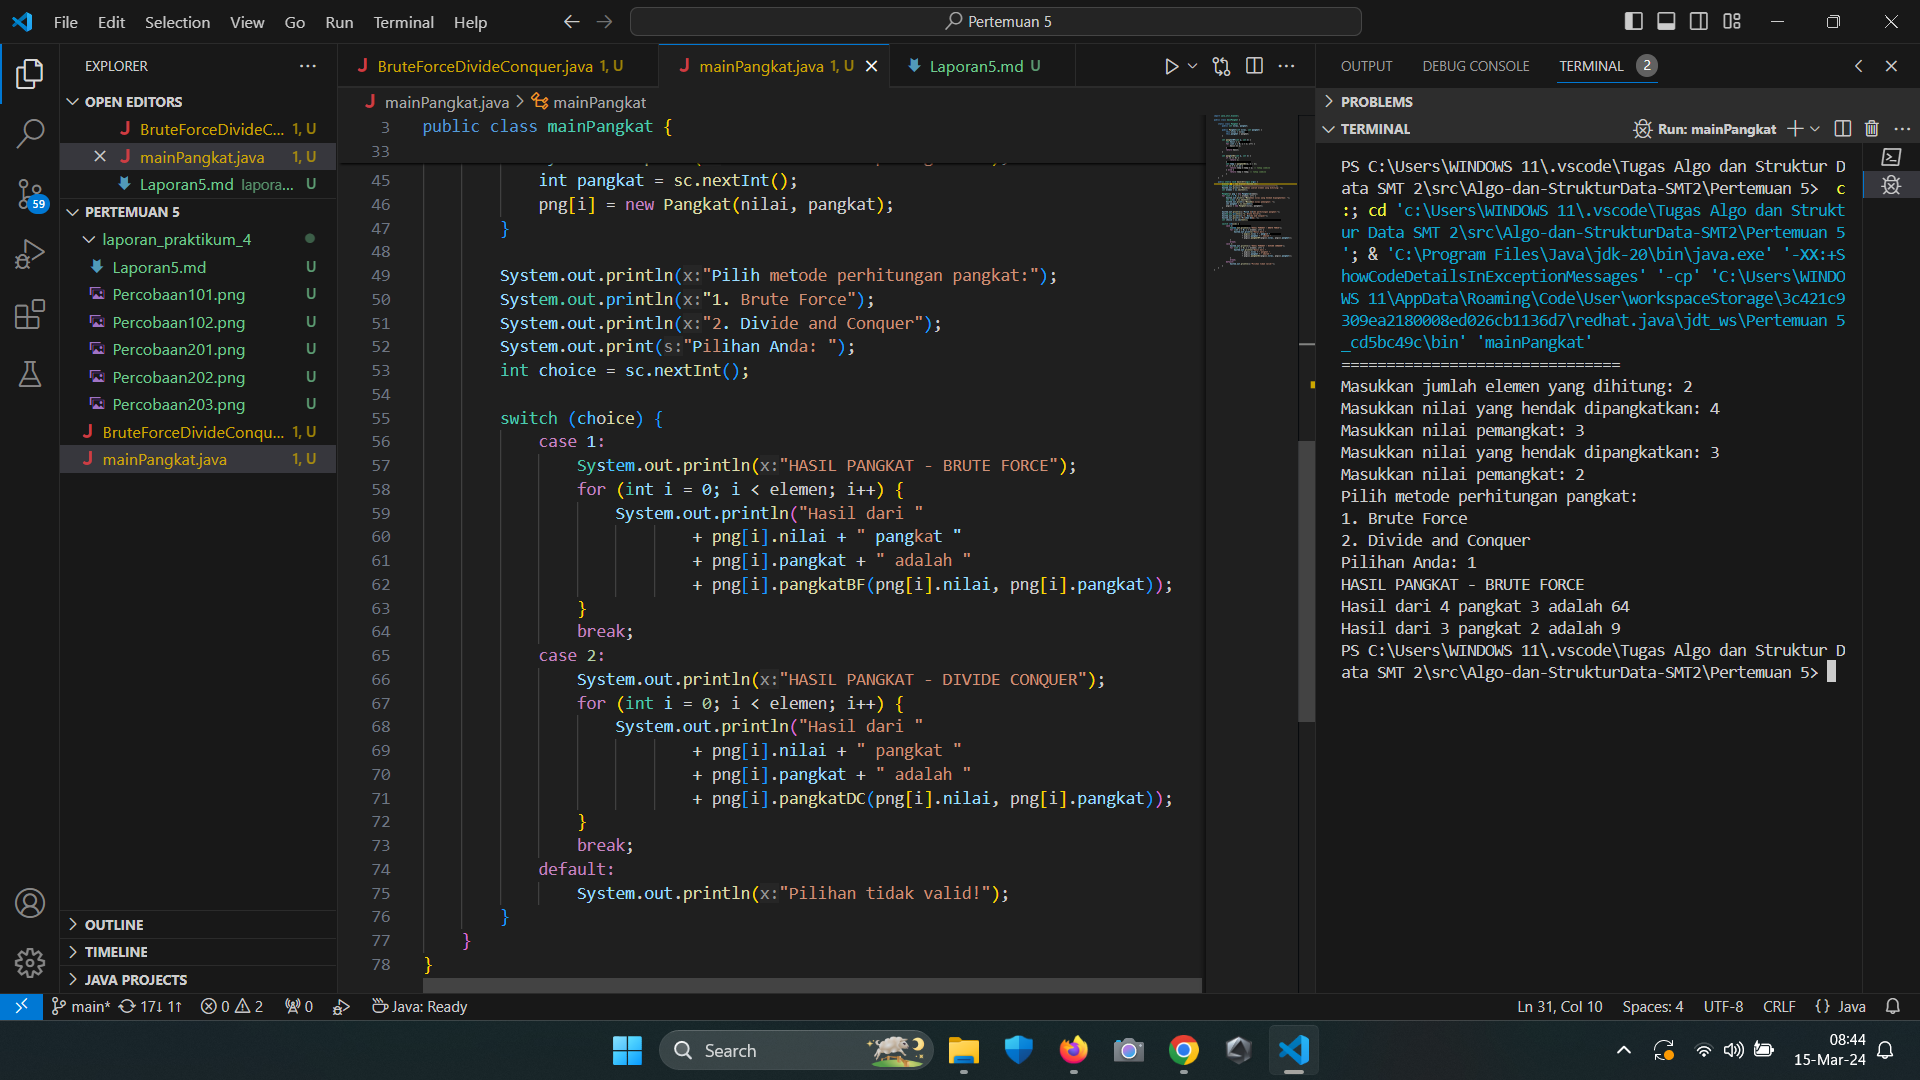 File Edit Selection View Go Run Terminal Help
Pertemuan 5
EXPLORER
OPEN EDITORS
BruteForceDivideC... 1, U
mainPangkat.java 1, U
Laporan5.md lapora... U
PERTEMUAN 5
laporan_praktikum_4
Laporan5.md U
Percobaan101.png U
Percobaan102.png U
Percobaan201.png U
Percobaan202.png U
Percobaan203.png U
BruteForceDivideConqu... 1, U
mainPangkat.java 1, U
OUTLINE
TIMELINE
JAVA PROJECTS
59
BruteForceDivideConquer.java 1, U
mainPangkat.java 1, U
Laporan5.md U
mainPangkat.java > mainPangkat
3 public class mainPangkat {
33
45 int pangkat = sc.nextInt();
46 png[i] = new Pangkat(nilai, pangkat);
47 }
48
49 System.out.println(x:"Pilih metode perhitungan pangkat:");
50 System.out.println(x:"1. Brute Force");
51 System.out.println(x:"2. Divide and Conquer");
52 System.out.print(s:"Pilihan Anda: ");
53 int choice = sc.nextInt();
54
55 switch (choice) {
56 case 1:
57 System.out.println(x:"HASIL PANGKAT - BRUTE FORCE");
58 for (int i = 0; i < elemen; i++) {
59 System.out.println("Hasil dari "
60 + png[i].nilai + " pangkat "
61 + png[i].pangkat + " adalah "
62 + png[i].pangkatBF(png[i].nilai, png[i].pangkat));
63 }
64 break;
65 case 2:
66 System.out.println(x:"HASIL PANGKAT - DIVIDE CONQUER");
67 for (int i = 0; i < elemen; i++) {
68 System.out.println("Hasil dari "
69 + png[i].nilai + " pangkat "
70 + png[i].pangkat + " adalah "
71 + png[i].pangkatDC(png[i].nilai, png[i].pangkat));
72 }
73 break;
74 default:
75 System.out.println(x:"Pilihan tidak valid!");
76 }
77 }
78 }
OUTPUT DEBUG CONSOLE TERMINAL 2
PROBLEMS
TERMINAL Run: mainPangkat
PS C:\Users\WINDOWS 11\.vscode\Tugas Algo dan Struktur D
ata SMT 2\src\Algo-dan-StrukturData-SMT2\Pertemuan 5>  c
:; cd 'c:\Users\WINDOWS 11\.vscode\Tugas Algo dan Strukt
ur Data SMT 2\src\Algo-dan-StrukturData-SMT2\Pertemuan 5
'; & 'C:\Program Files\Java\jdk-20\bin\java.exe' '-XX:+S
howCodeDetailsInExceptionMessages' '-cp' 'C:\Users\WINDO
WS 11\AppData\Roaming\Code\User\workspaceStorage\3c421c9
309ea2180008ed026cb1136d7\redhat.java\jdt_ws\Pertemuan 5
_cd5bc49c\bin' 'mainPangkat'
===============================
Masukkan jumlah elemen yang dihitung: 2
Masukkan nilai yang hendak dipangkatkan: 4
Masukkan nilai pemangkat: 3
Masukkan nilai yang hendak dipangkatkan: 3
Masukkan nilai pemangkat: 2
Pilih metode perhitungan pangkat:
1. Brute Force
2. Divide and Conquer
Pilihan Anda: 1
HASIL PANGKAT - BRUTE FORCE
Hasil dari 4 pangkat 3 adalah 64
Hasil dari 3 pangkat 2 adalah 9
PS C:\Users\WINDOWS 11\.vscode\Tugas Algo dan Struktur D
ata SMT 2\src\Algo-dan-StrukturData-SMT2\Pertemuan 5>
main* 17↓ 1↑ 0 2 0 Java: Ready
Ln 31, Col 10 Spaces: 4 UTF-8 CRLF {} Java
Search
08:44
15-Mar-24